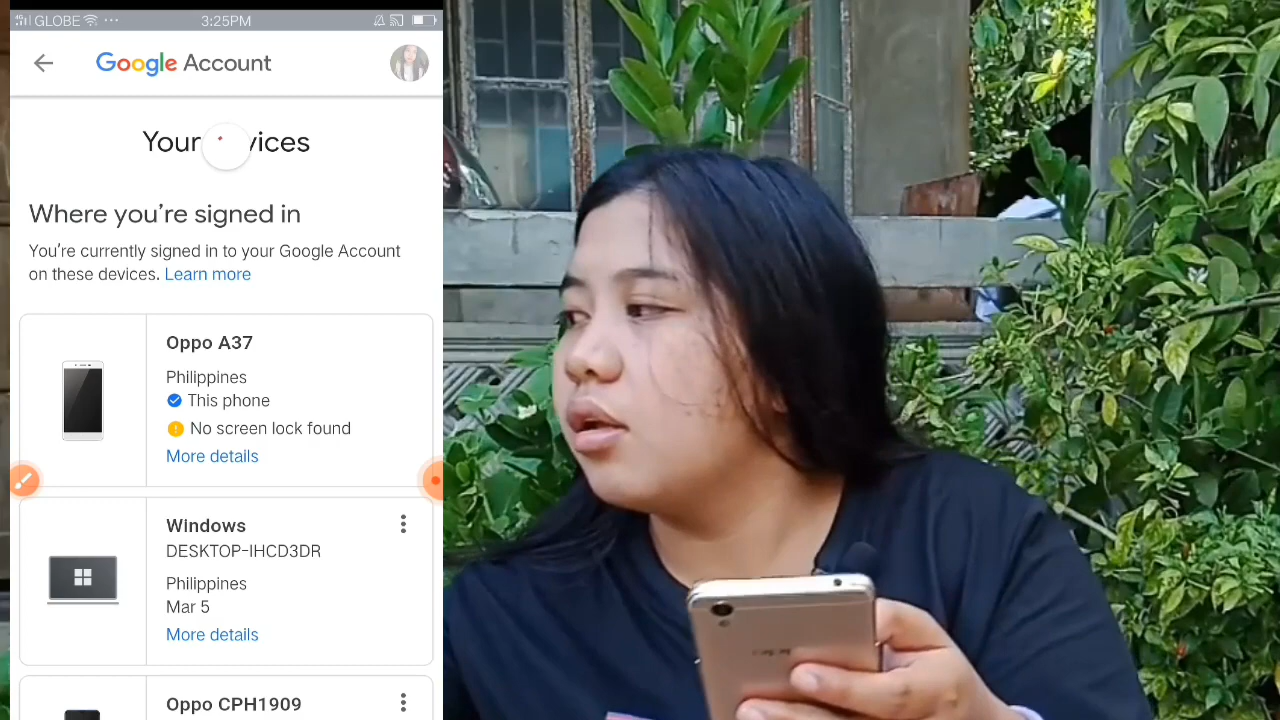 GLOBE 3:25PM
Google Account
Your vices
Where you're signed in
You're currently signed in to your Google Account
on these devices. Learn more
Oppo A37
Philippines
This phone
No screen lock found
More details
Windows
DESKTOP-IHCD3DR
Philippines
Mar 5
More details
Oppo CPH1909